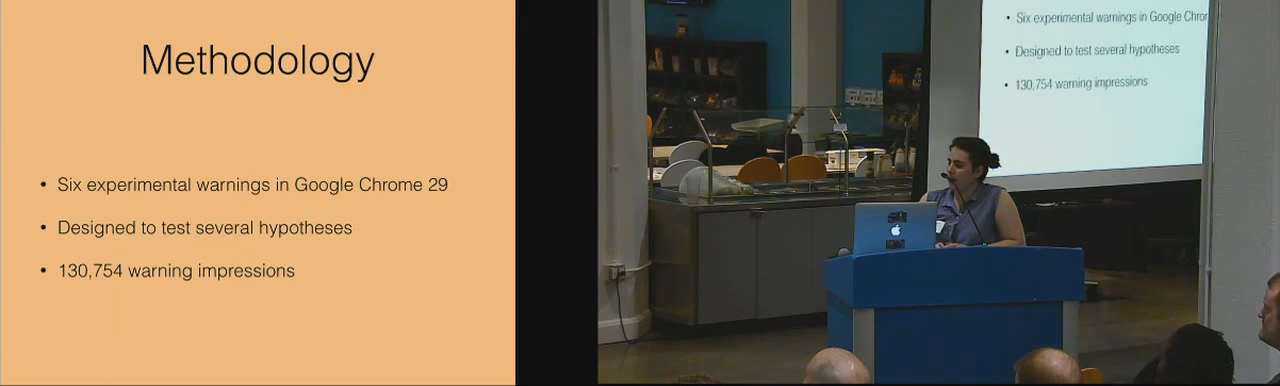 Methodology
• Six experimental warnings in Google Chrome 29
• Designed to test several hypotheses
• 130,754 warning impressions
• Six experimental warnings in Google Chror
• Designed to test several hypotheses
• 130,754 warning impressions